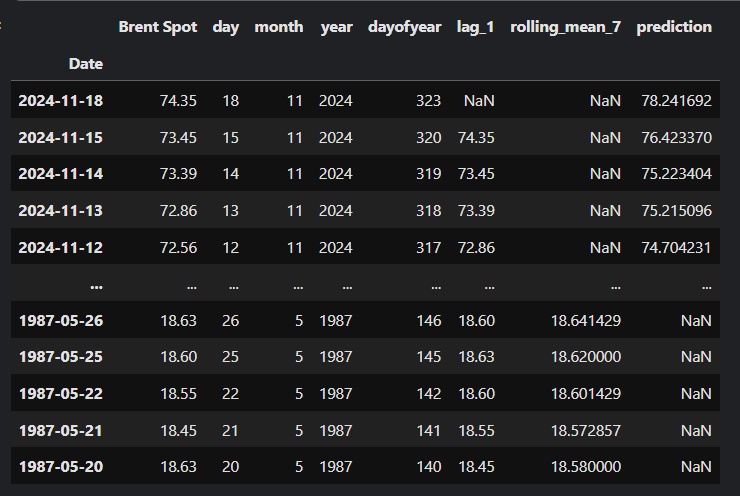 Brent Spot day month year dayofyear lag_1 rolling_mean_7 prediction
Date
2024-11-18 74.35 18 11 2024 323 NaN NaN 78.241692
2024-11-15 73.45 15 11 2024 320 74.35 NaN 76.423370
2024-11-14 73.39 14 11 2024 319 73.45 NaN 75.223404
2024-11-13 72.86 13 11 2024 318 73.39 NaN 75.215096
2024-11-12 72.56 12 11 2024 317 72.86 NaN 74.704231
... ... ... ... ... ... ... ... ...
1987-05-26 18.63 26 5 1987 146 18.60 18.641429 NaN
1987-05-25 18.60 25 5 1987 145 18.63 18.620000 NaN
1987-05-22 18.55 22 5 1987 142 18.60 18.601429 NaN
1987-05-21 18.45 21 5 1987 141 18.55 18.572857 NaN
1987-05-20 18.63 20 5 1987 140 18.45 18.580000 NaN